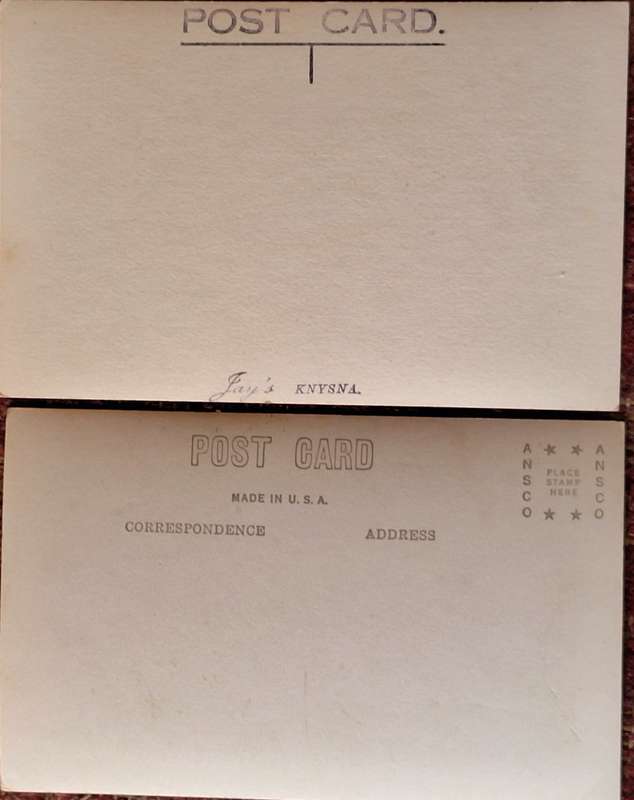 POST CARD.
Jay's KNYSNA.
POST CARD
MADE IN U. S. A.
CORRESPONDENCE ADDRESS
ANSCO
PLACE
STAMP
HERE
ANSCO